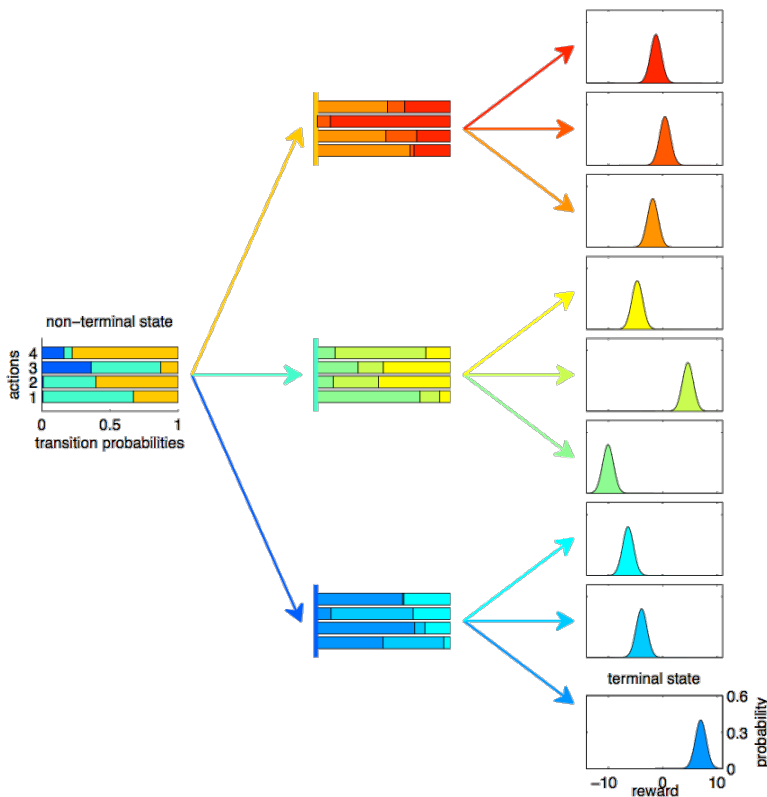 non-terminal state
actions
4
3
2
1
0 0.5 1
transition probabilities
terminal state
0.6
0.3
0
probability
−10 0 10
reward